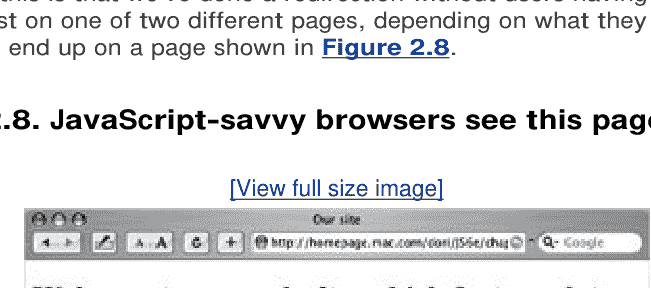 this is that we've done a redirection without users having
st on one of two different pages, depending on what they
end up on a page shown in Figure 2.8.
2.8. JavaScript-savvy browsers see this page
[View full size image]
Our site
A A + http://homepage.mac.com/dori/JS6e/chap Google